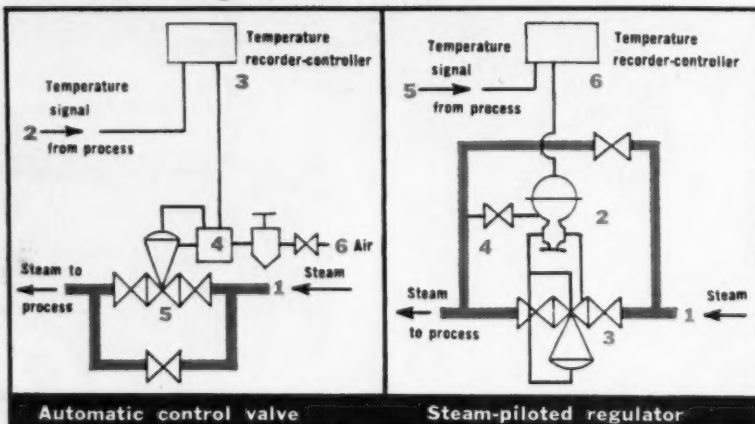 Temperature
recorder-controller
3
Temperature
signal
2
from process
4
6 Air
Steam to
process
5
1
Steam
Automatic control valve
Temperature
recorder-controller
6
Temperature
signal
5
from process
2
4
Steam
to process
3
1
Steam
Steam-piloted regulator